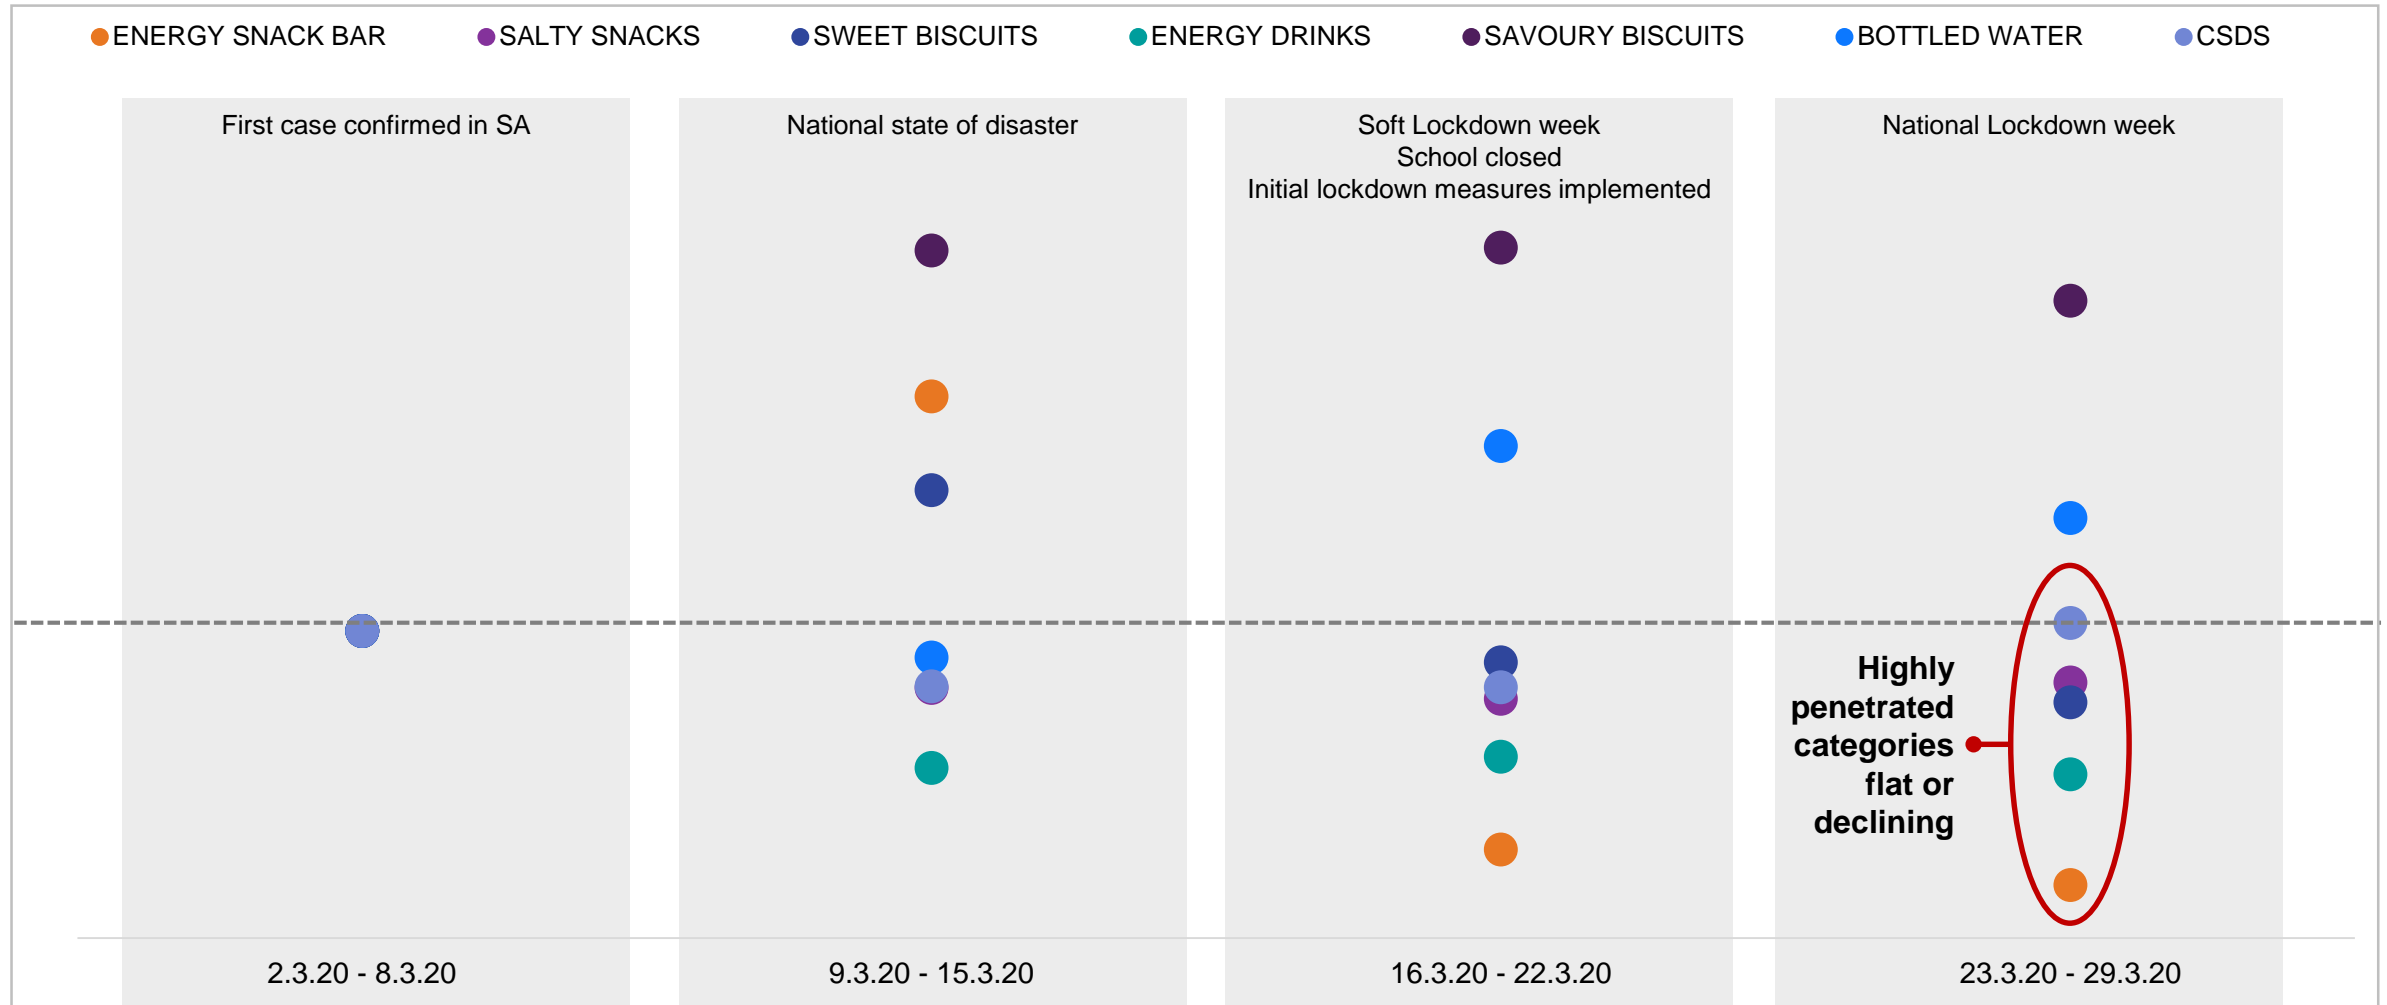 ENERGY SNACK BAR SALTY SNACKS SWEET BISCUITS ENERGY DRINKS SAVOURY BISCUITS BOTTLED WATER CSDS
First case confirmed in SA
National state of disaster
Soft Lockdown week
School closed
Initial lockdown measures implemented
National Lockdown week
Highly
penetrated
categories
flat or
declining
2.3.20 - 8.3.20
9.3.20 - 15.3.20
16.3.20 - 22.3.20
23.3.20 - 29.3.20